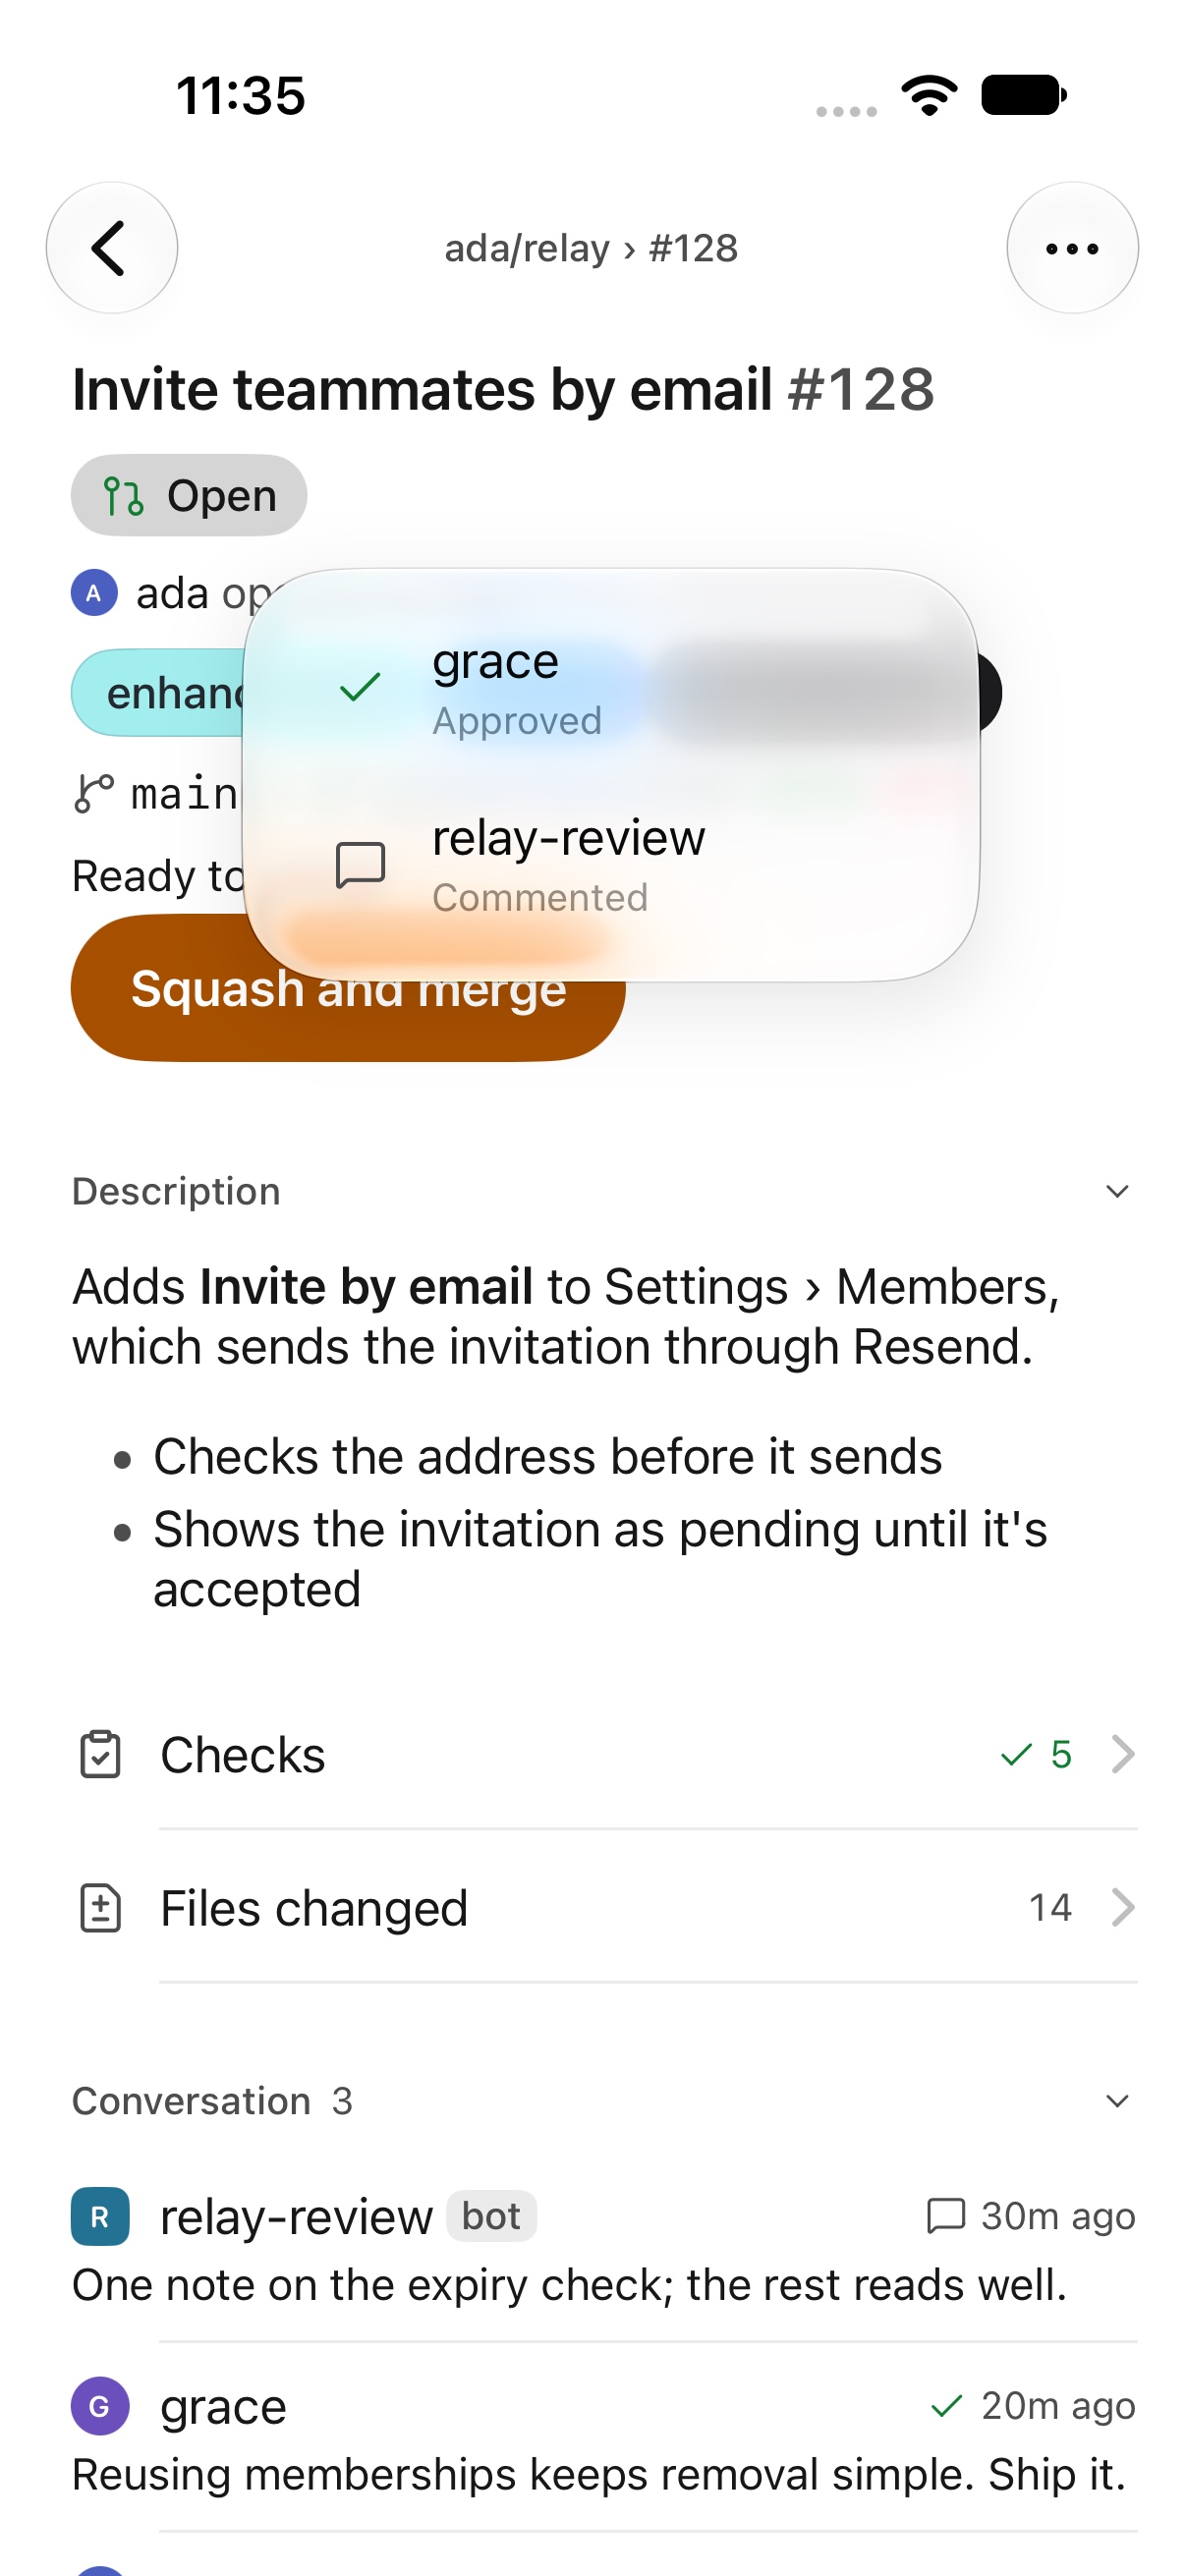 11:35
ada/relay › #128
Invite teammates by email #128
Open
A ada
grace
Approved
main
relay-review
Commented
Ready to
Squash and merge
Description
Adds Invite by email to Settings › Members,
which sends the invitation through Resend.
• Checks the address before it sends
• Shows the invitation as pending until it's
accepted
Checks 5
Files changed 14
Conversation 3
R relay-review bot 30m ago
One note on the expiry check; the rest reads well.
G grace 20m ago
Reusing memberships keeps removal simple. Ship it.